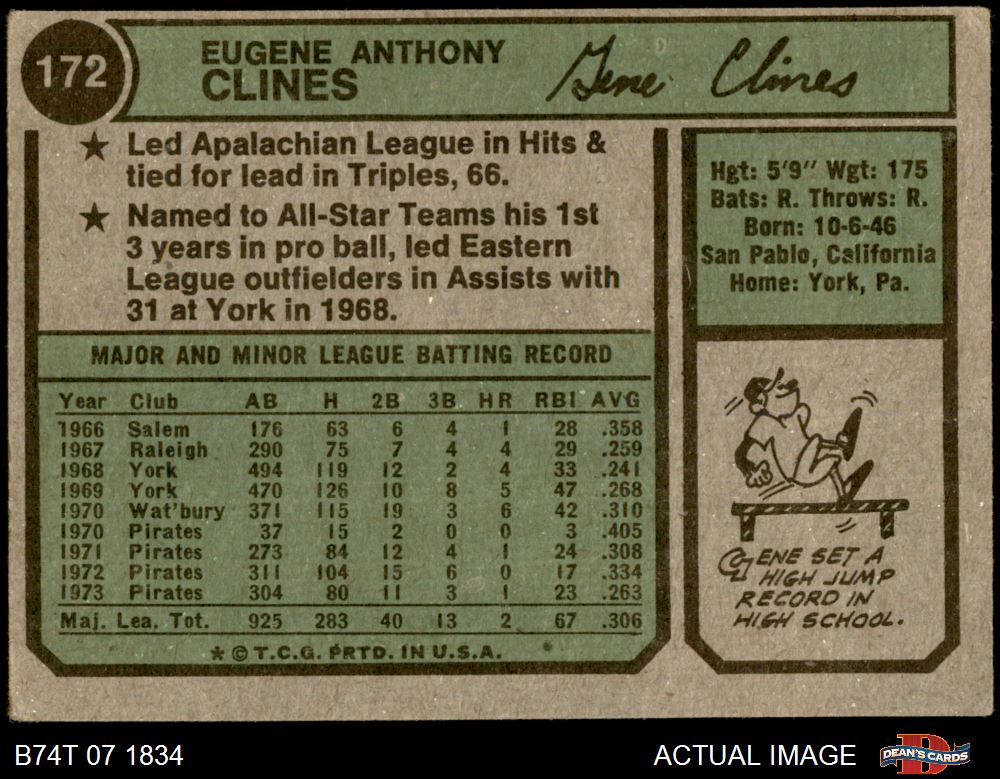 172
EUGENE ANTHONY
CLINES
Gene Clines
★ Led Apalachian League in Hits &
tied for lead in Triples, 66.
★ Named to All-Star Teams his 1st
3 years in pro ball, led Eastern
League outfielders in Assists with
31 at York in 1968.
Hgt: 5'9" Wgt: 175
Bats: R. Throws: R.
Born: 10-6-46
San Pablo, California
Home: York, Pa.
MAJOR AND MINOR LEAGUE BATTING RECORD
Year Club AB H 2B 3B HR RBI AVG
1966 Salem 176 63 6 4 1 28 .358
1967 Raleigh 290 75 7 4 4 29 .259
1968 York 494 119 12 2 4 33 .241
1969 York 470 126 10 8 5 47 .268
1970 Wat'bury 371 115 19 3 6 42 .310
1970 Pirates 37 15 2 0 0 3 .405
1971 Pirates 273 84 12 4 1 24 .308
1972 Pirates 311 104 15 6 0 17 .334
1973 Pirates 304 80 11 3 1 23 .263
Maj. Lea. Tot. 925 283 40 13 2 67 .306
* © T.C.G. PRTD. IN U.S.A.
GENE SET A
HIGH JUMP
RECORD IN
HIGH SCHOOL.
B74T 07 1834
ACTUAL IMAGE
DEAN'S CARDS